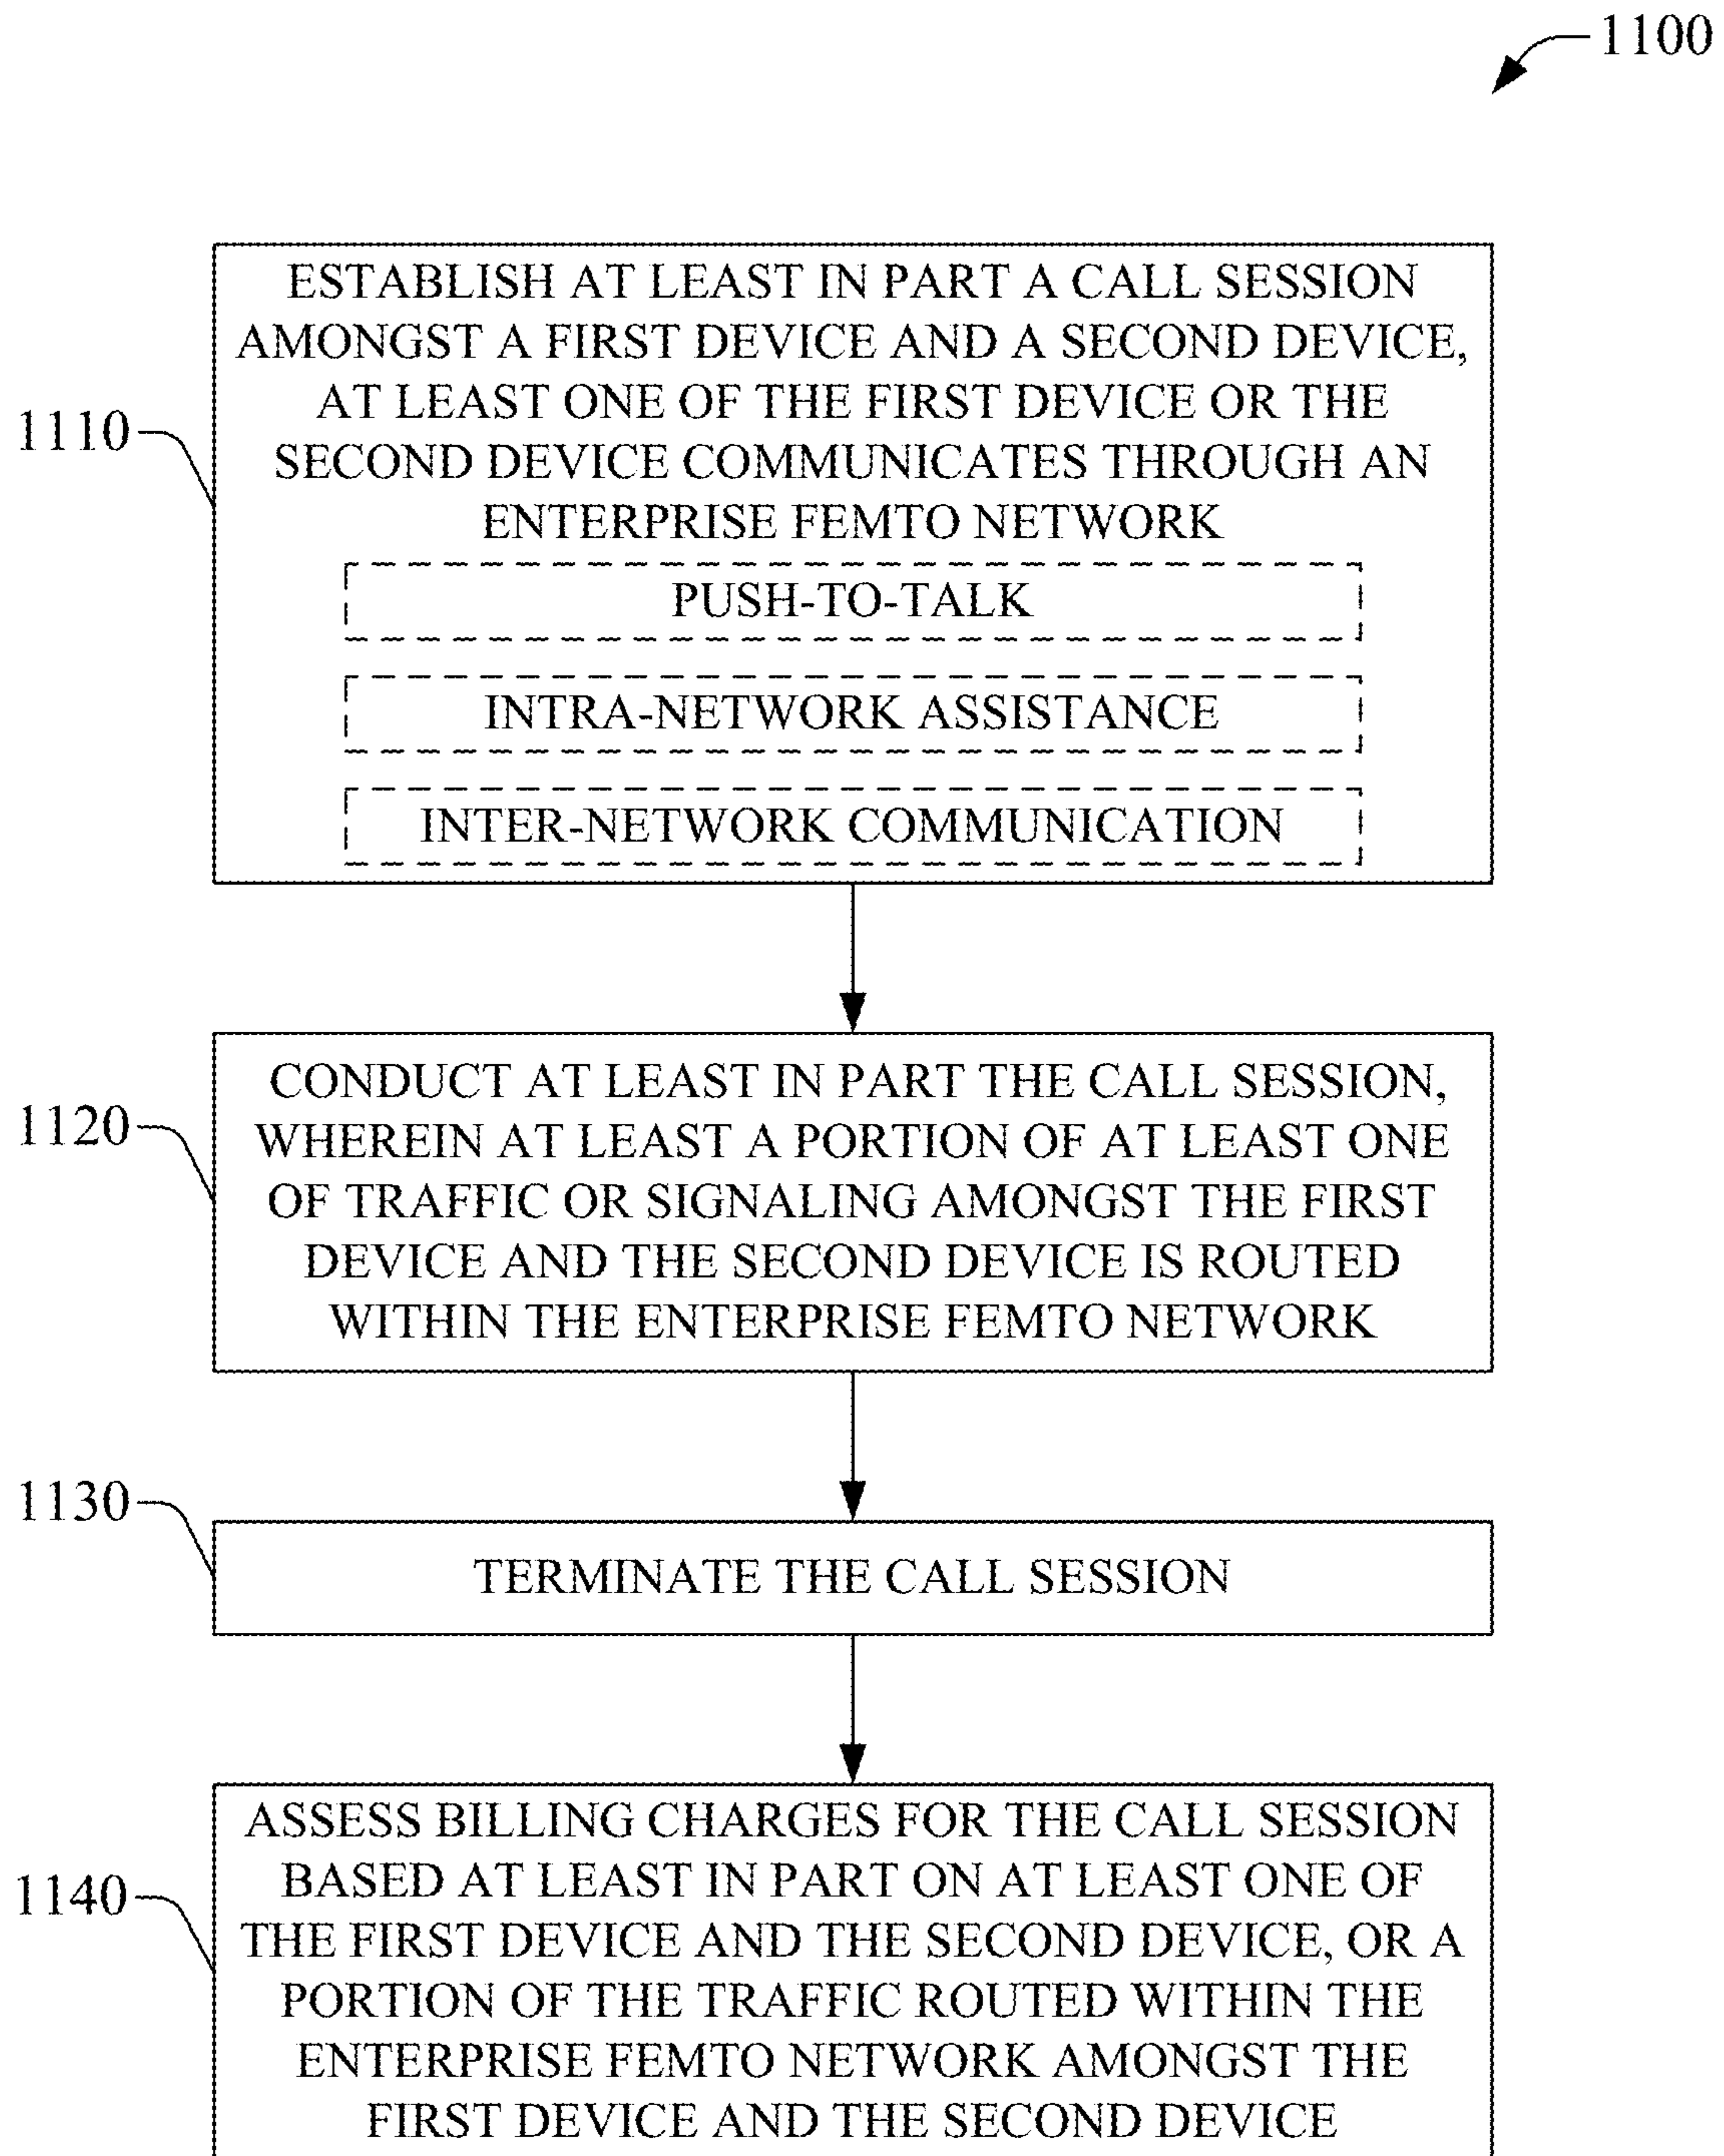 1100
ESTABLISH AT LEAST IN PART A CALL SESSION
AMONGST A FIRST DEVICE AND A SECOND DEVICE,
AT LEAST ONE OF THE FIRST DEVICE OR THE
SECOND DEVICE COMMUNICATES THROUGH AN
ENTERPRISE FEMTO NETWORK
1110
PUSH-TO-TALK
INTRA-NETWORK ASSISTANCE
INTER-NETWORK COMMUNICATION
CONDUCT AT LEAST IN PART THE CALL SESSION,
WHEREIN AT LEAST A PORTION OF AT LEAST ONE
OF TRAFFIC OR SIGNALING AMONGST THE FIRST
DEVICE AND THE SECOND DEVICE IS ROUTED
WITHIN THE ENTERPRISE FEMTO NETWORK
1120
1130
TERMINATE THE CALL SESSION
ASSESS BILLING CHARGES FOR THE CALL SESSION
BASED AT LEAST IN PART ON AT LEAST ONE OF
THE FIRST DEVICE AND THE SECOND DEVICE, OR A
PORTION OF THE TRAFFIC ROUTED WITHIN THE
ENTERPRISE FEMTO NETWORK AMONGST THE
FIRST DEVICE AND THE SECOND DEVICE
1140